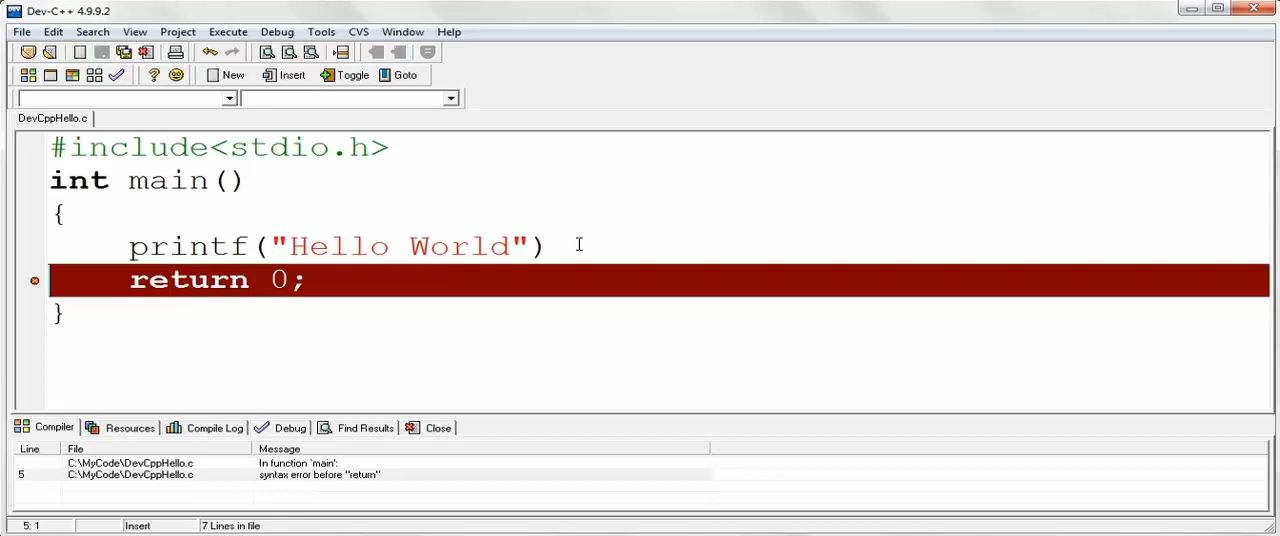 Dev-C++ 4.9.9.2
File Edit Search View Project Execute Debug Tools CVS Window Help
New Insert Toggle Goto
DevCppHello.c
#include<stdio.h>
int main()
{
printf("Hello World")
return 0;
}
Compiler Resources Compile Log Debug Find Results Close
Line File Message
C:\MyCode\DevCppHello.c In function `main':
5 C:\MyCode\DevCppHello.c syntax error before "return"
5: 1 Insert 7 Lines in file